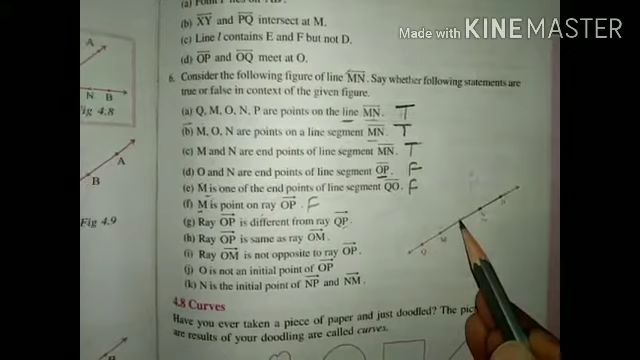 Made with KINEMASTER
(b) XY and PQ intersect at M.
(c) Line l contains E and F but not D.
(d) OP and OQ meet at O.
6. Consider the following figure of line MN. Say whether following statements are
true or false in context of the given figure.
(a) Q, M, O, N, P are points on the line MN. T
(b) M, O, N are points on a line segment MN. T
(c) M and N are end points of line segment MN. T
(d) O and N are end points of line segment OP. F
(e) M is one of the end points of line segment QO. F
(f) M is point on ray OP. F
(g) Ray OP is different from ray QP.
(h) Ray OP is same as ray OM.
(i) Ray OM is not opposite to ray OP.
(j) O is not an initial point of OP
(k) N is the initial point of NP and NM.
4.8 Curves
Have you ever taken a piece of paper and just doodled? The
are results of your doodling are called curves.
A
N B
Fig 4.8
A
B
Fig 4.9
Q
M